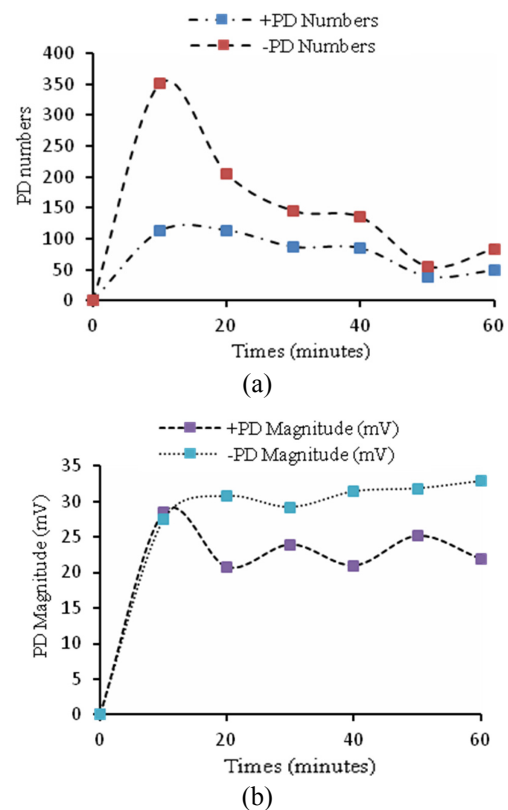 +PD Numbers
-PD Numbers
400
350
300
250
200
150
100
50
0
PD numbers
0 20 40 60
Times (minutes)
(a)
+PD Magnitude (mV)
-PD Magnitude (mV)
35
30
25
20
15
10
5
0
PD Magnitude (mV)
0 20 40 60
Times (minutes)
(b)